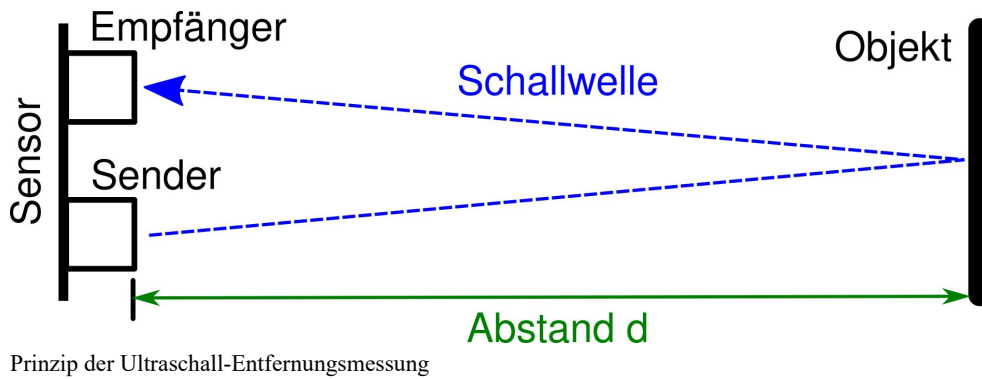 Empfänger
Objekt
Schallwelle
Sensor
Sender
Abstand d
Prinzip der Ultraschall-Entfernungsmessung